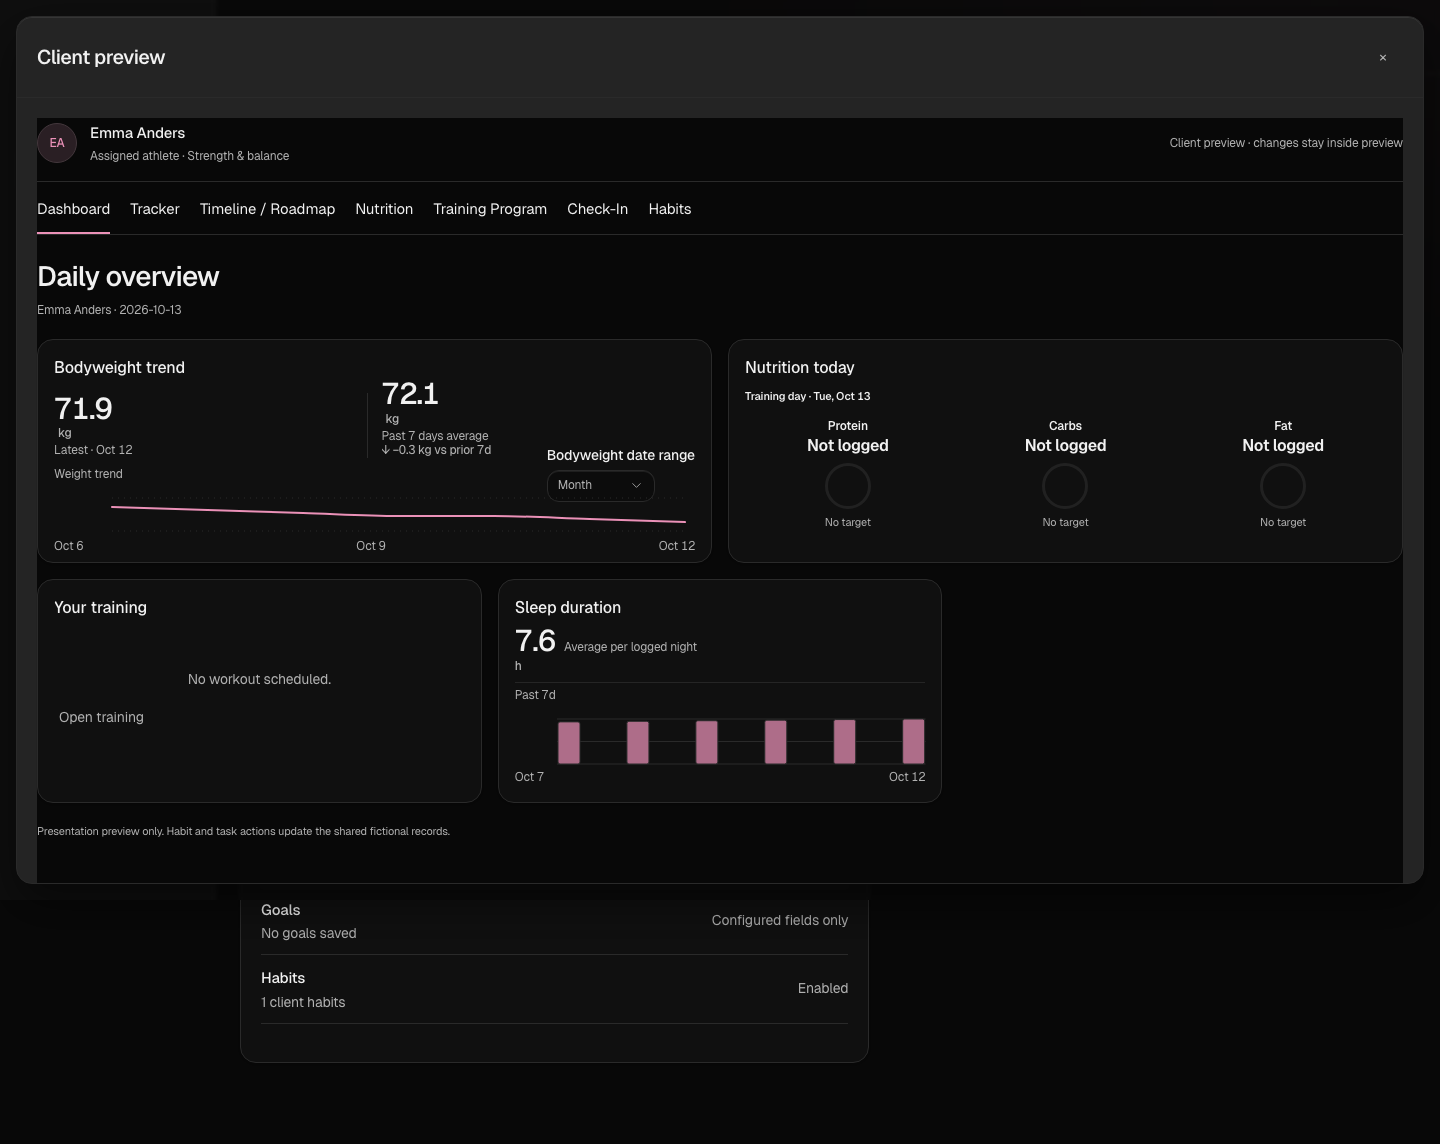 Client preview
×
EA
Emma Anders
Assigned athlete · Strength & balance
Client preview · changes stay inside preview
Dashboard
Tracker
Timeline / Roadmap
Nutrition
Training Program
Check-In
Habits
Daily overview
Emma Anders · 2026-10-13
Bodyweight trend
71.9
kg
Latest · Oct 12
72.1
kg
Past 7 days average
↓ −0.3 kg vs prior 7d
Weight trend
Bodyweight date range
Month
Oct 6
Oct 9
Oct 12
Nutrition today
Training day · Tue, Oct 13
Protein
Not logged
No target
Carbs
Not logged
No target
Fat
Not logged
No target
Your training
No workout scheduled.
Open training
Sleep duration
7.6
h
Average per logged night
Past 7d
Oct 7
Oct 12
Presentation preview only. Habit and task actions update the shared fictional records.
Goals
No goals saved
Configured fields only
Habits
1 client habits
Enabled